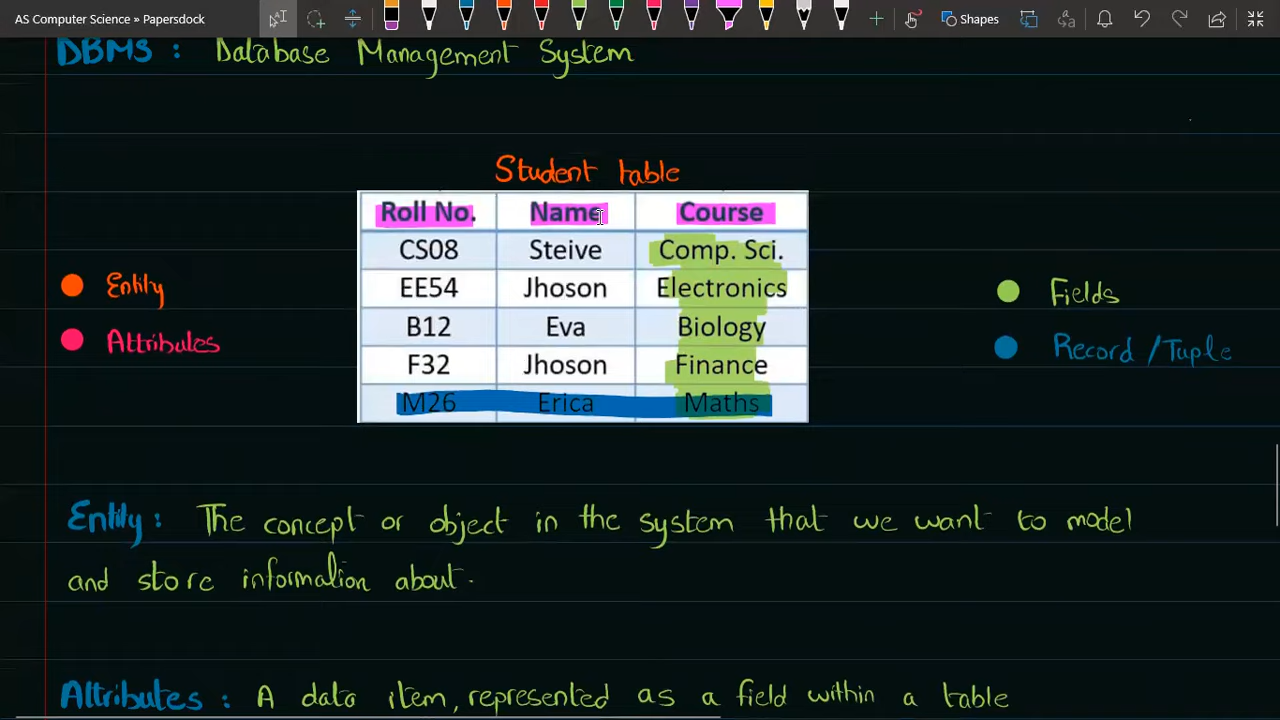 AS Computer Science » Papersdock
Shapes
DBMS : Database Management System
Student table
Roll No. Name Course
CS08 Steive Comp. Sci.
EE54 Jhoson Electronics
B12 Eva Biology
F32 Jhoson Finance
M26 Erica Maths
Entity
Attributes
Fields
Record / Tuple
Entity : The concept or object in the system that we want to model
and store information about.
Attributes : A data item, represented as a field within a table